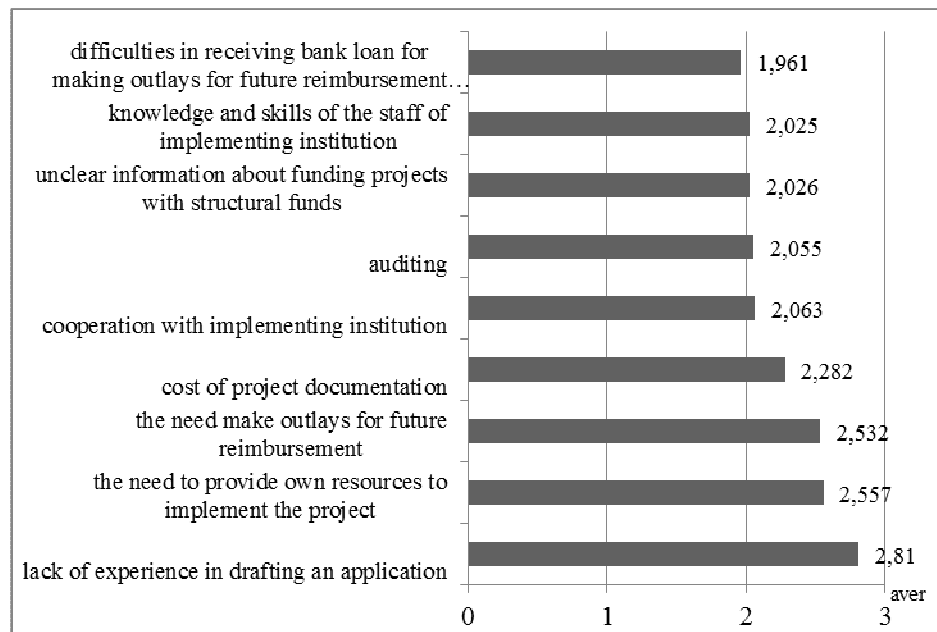 difficulties in receiving bank loan for
making outlays for future reimbursement…
1,961
knowledge and skills of the staff of
implementing institution
2,025
unclear information about funding projects
with structural funds
2,026
auditing
2,055
cooperation with implementing institution
2,063
cost of project documentation
2,282
the need make outlays for future
reimbursement
2,532
the need to provide own resources to
implement the project
2,557
lack of experience in drafting an application
2,81
aver
0 1 2 3